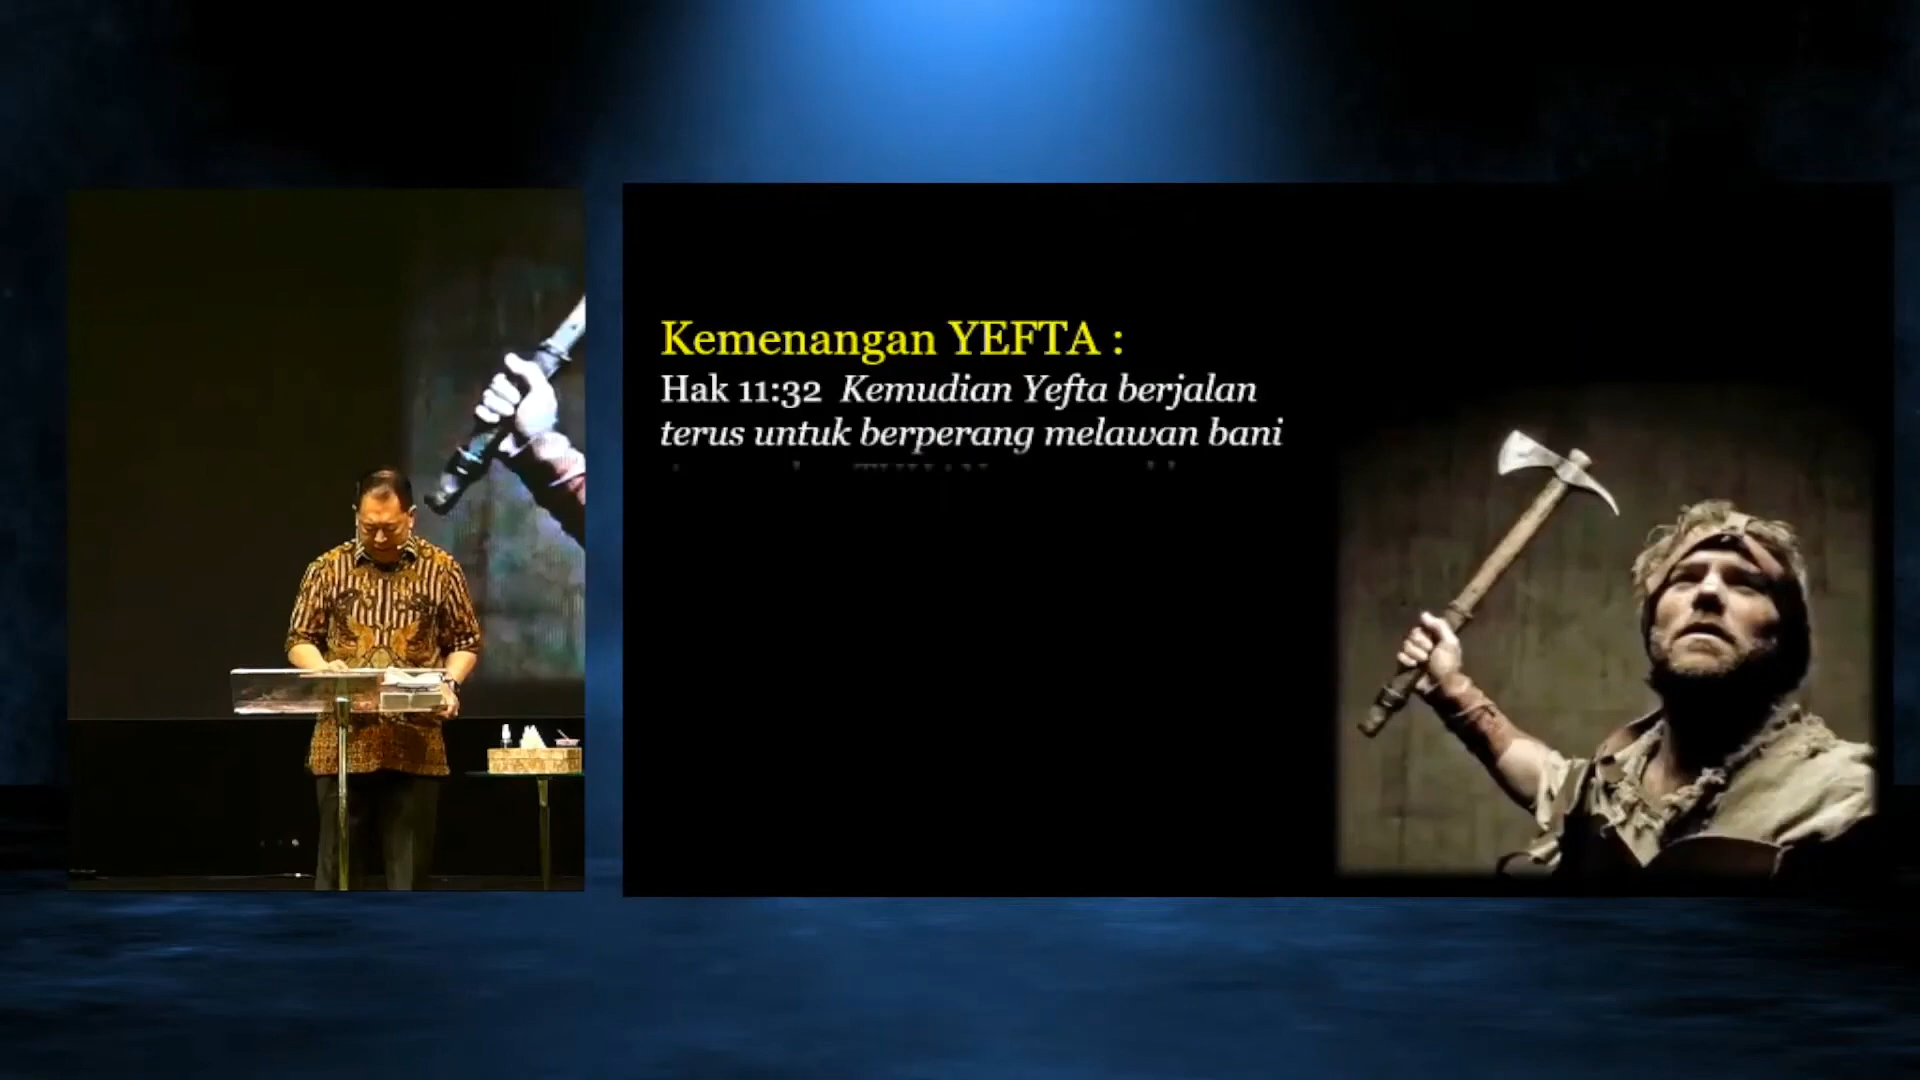 Kemenangan YEFTA :
Hak 11:32 Kemudian Yefta berjalan
terus untuk berperang melawan bani